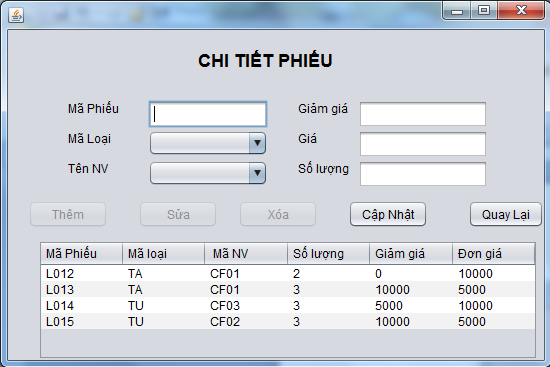 CHI TIẾT PHIẾU
Mã Phiếu Giảm giá
Mã Loại Giá
Tên NV Số lượng
Thêm Sửa Xóa Cập Nhật Quay Lại
Mã Phiếu Mã loại Mã NV Số lượng Giảm giá Đơn giá
L012 TA CF01 2 0 10000
L013 TA CF01 3 10000 5000
L014 TU CF03 3 5000 10000
L015 TU CF02 3 10000 5000